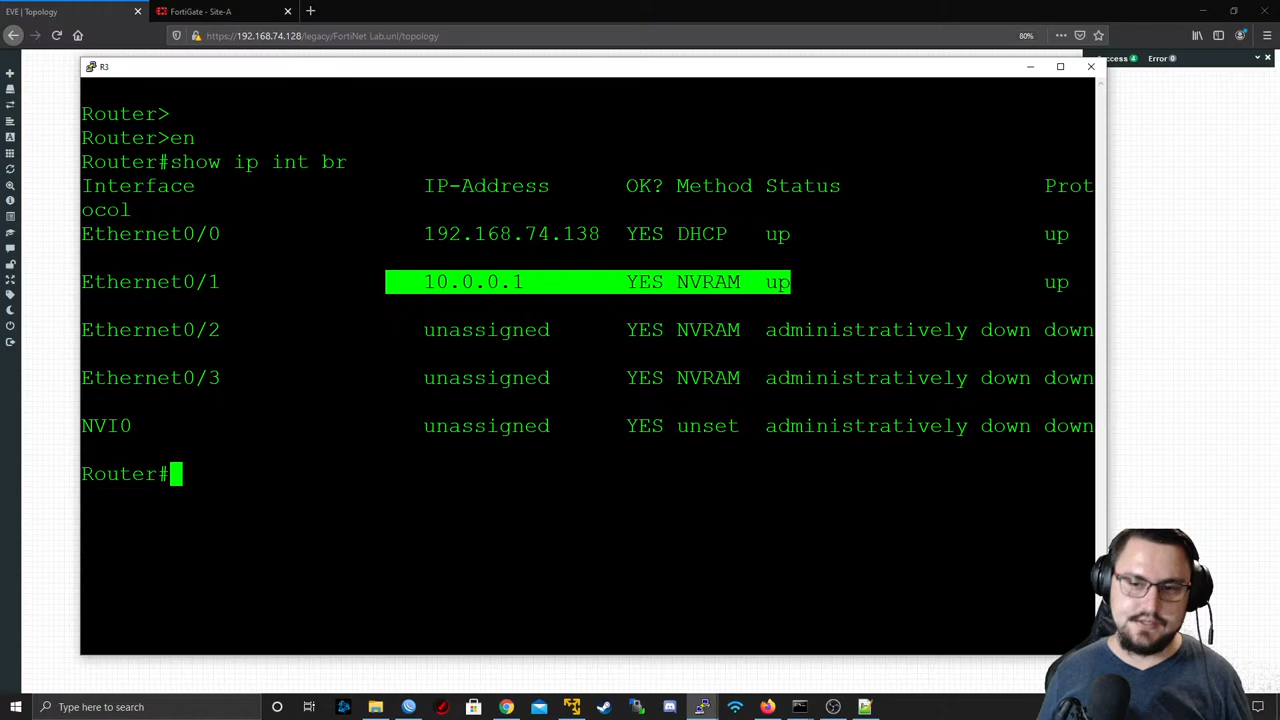 EVE | Topology
FortiGate - Site-A
https://192.168.74.128/legacy/FortiNet Lab.unl/topology
80%
R3
Success 4 Error 0
Router>
Router>en
Router#show ip int br
Interface IP-Address OK? Method Status Prot
ocol
Ethernet0/0 192.168.74.138 YES DHCP up up
Ethernet0/1 10.0.0.1 YES NVRAM up up
Ethernet0/2 unassigned YES NVRAM administratively down down
Ethernet0/3 unassigned YES NVRAM administratively down down
NVI0 unassigned YES unset administratively down down
Router#
Type here to search